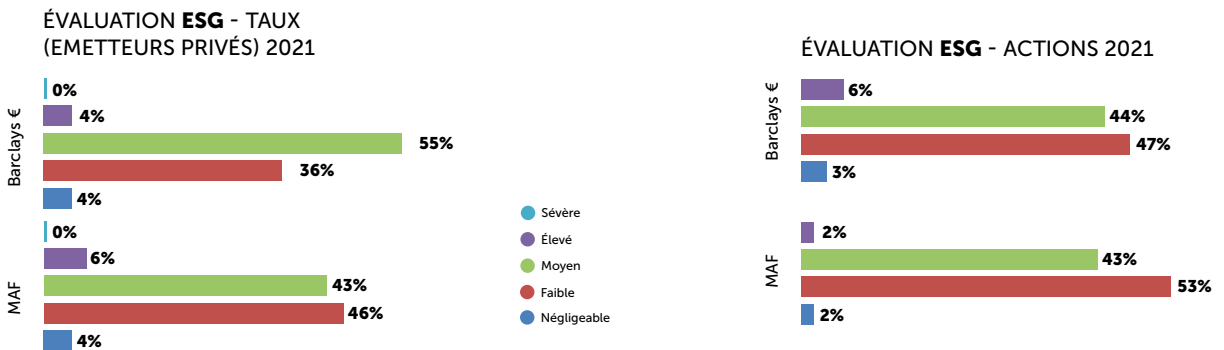 ÉVALUATION ESG - TAUX
(EMETTEURS PRIVÉS) 2021
Barclays €
0%
4%
55%
36%
4%
MAF
0%
6%
43%
46%
4%
Sévère
Élevé
Moyen
Faible
Négligeable
ÉVALUATION ESG - ACTIONS 2021
Barclays €
6%
44%
47%
3%
MAF
2%
43%
53%
2%